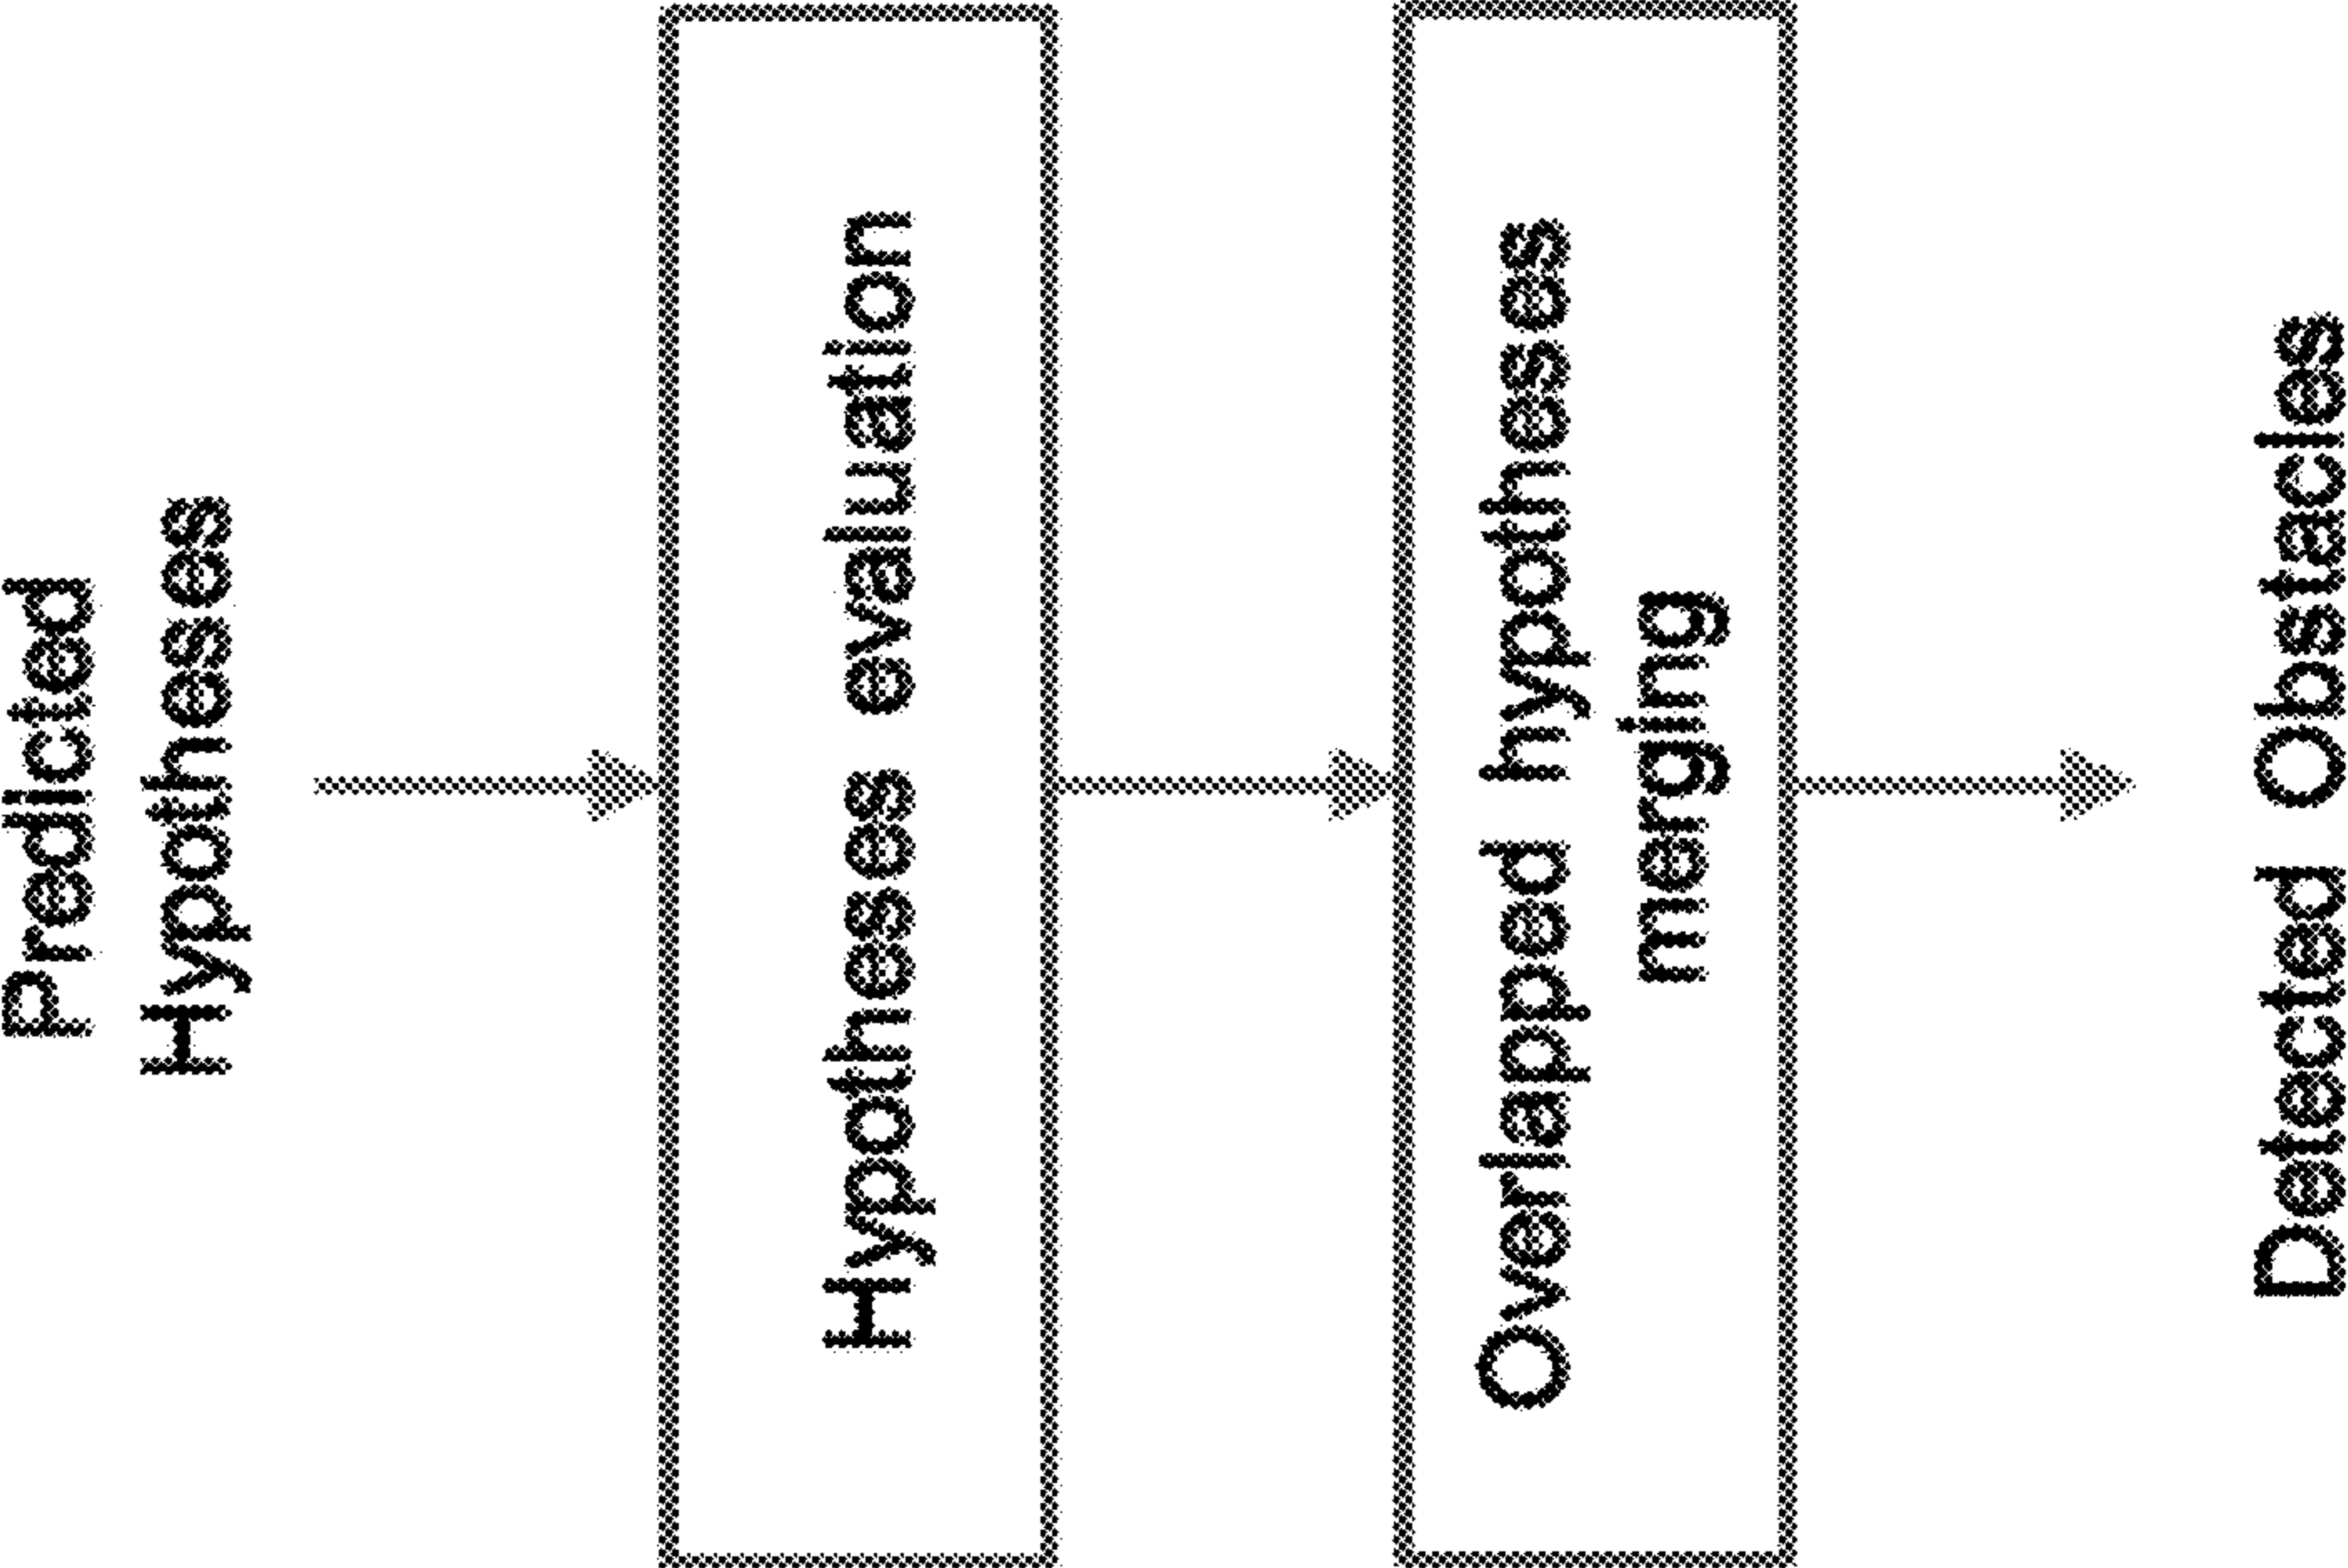 Predicted
Hypotheses
Hypotheses evaluation
Overlapped hypotheses
merging
Detected Obstacles